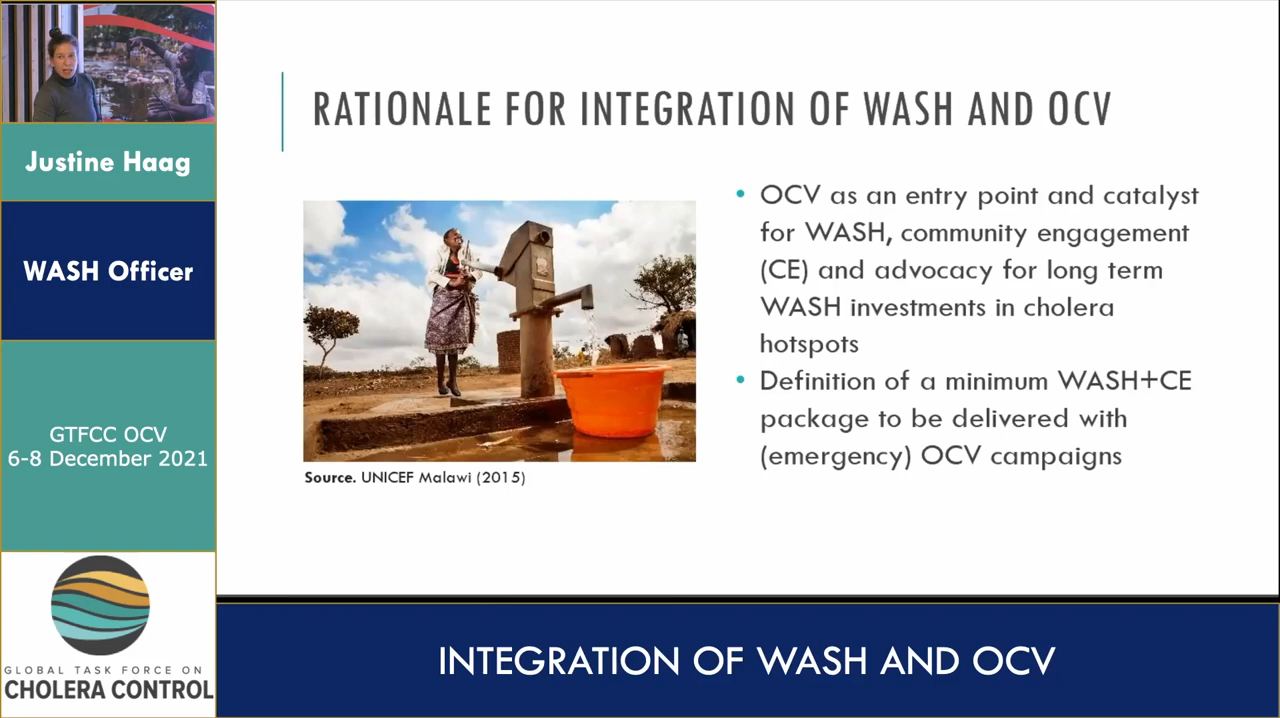 Justine Haag
WASH Officer
GTFCC OCV
6-8 December 2021
GLOBAL TASK FORCE ON
CHOLERA CONTROL
RATIONALE FOR INTEGRATION OF WASH AND OCV
Source. UNICEF Malawi (2015)
• OCV as an entry point and catalyst
for WASH, community engagement
(CE) and advocacy for long term
WASH investments in cholera
hotspots
• Definition of a minimum WASH+CE
package to be delivered with
(emergency) OCV campaigns
INTEGRATION OF WASH AND OCV